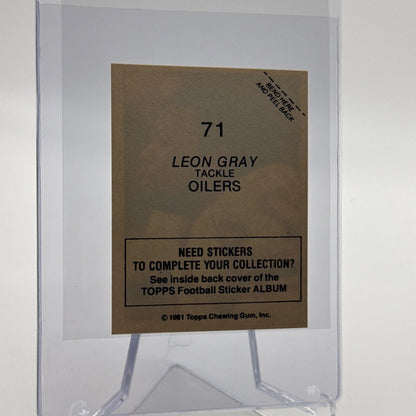 BEND HERE
AND PEEL BACK
71
LEON GRAY
TACKLE
OILERS
NEED STICKERS
TO COMPLETE YOUR COLLECTION?
See inside back cover of the
TOPPS Football Sticker ALBUM
© 1981 Topps Chewing Gum, Inc.